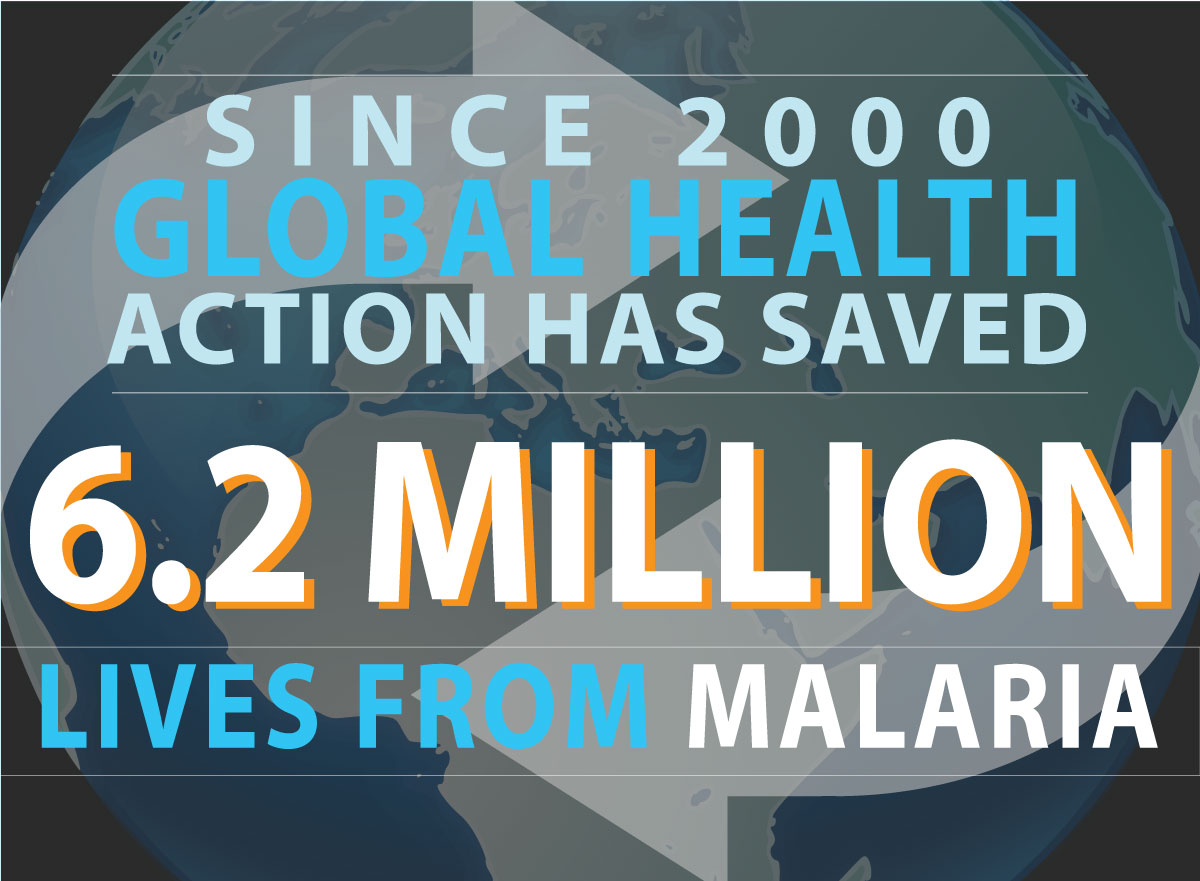 SINCE 2000
GLOBAL HEALTH
ACTION HAS SAVED
6.2 MILLION
LIVES FROM MALARIA